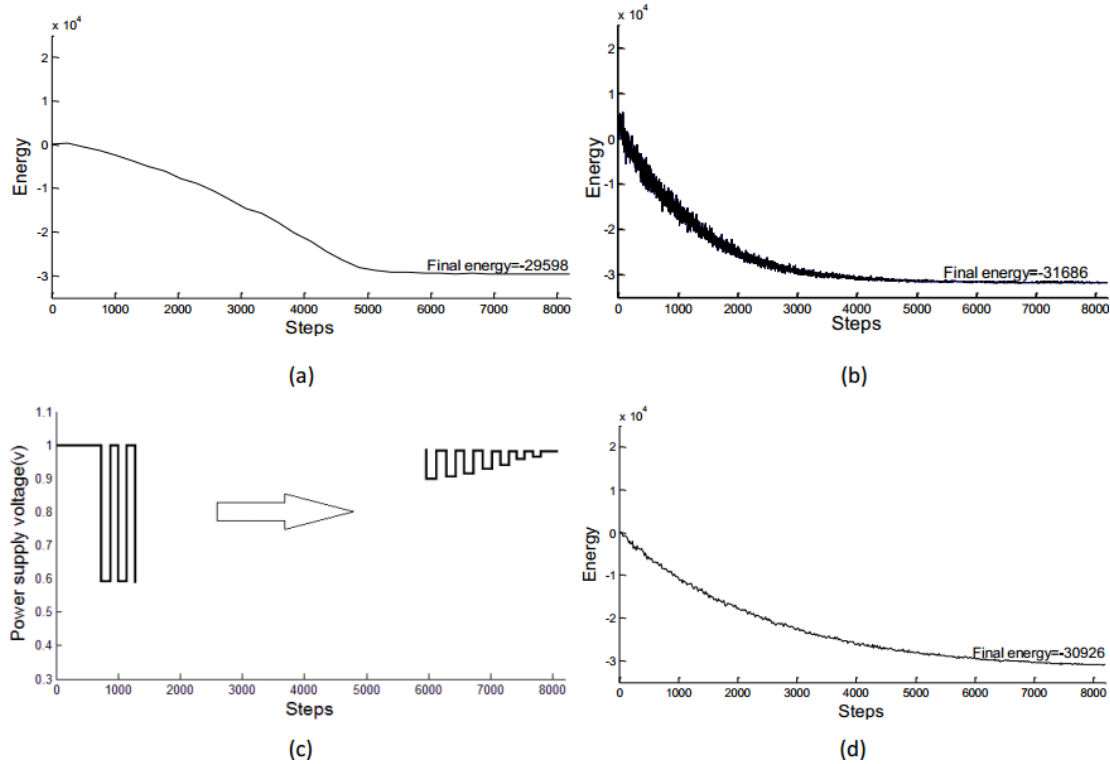 x 10⁴
2
1
0
-1
-2
-3
Energy
Final energy=-29598
0 1000 2000 3000 4000 5000 6000 7000 8000
Steps
(a)
x 10⁴
2
1
0
-1
-2
-3
Energy
Final energy=-31686
0 1000 2000 3000 4000 5000 6000 7000 8000
Steps
(b)
1.1
1
0.9
0.8
0.7
0.6
0.5
0.4
0.3
Power supply voltage(v)
0 1000 2000 3000 4000 5000 6000 7000 8000
Steps
(c)
x 10⁴
2
1
0
-1
-2
-3
Energy
Final energy=-30926
0 1000 2000 3000 4000 5000 6000 7000 8000
Steps
(d)